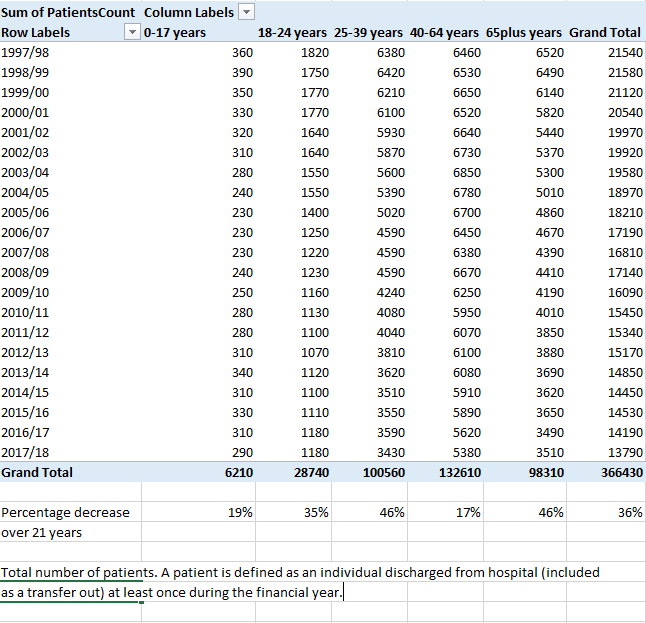 Sum of PatientsCount Column Labels
Row Labels 0-17 years 18-24 years 25-39 years 40-64 years 65plus years Grand Total
1997/98 360 1820 6380 6460 6520 21540
1998/99 390 1750 6420 6530 6490 21580
1999/00 350 1770 6210 6650 6140 21120
2000/01 330 1770 6100 6520 5820 20540
2001/02 320 1640 5930 6640 5440 19970
2002/03 310 1640 5870 6730 5370 19920
2003/04 280 1550 5600 6850 5300 19580
2004/05 240 1550 5390 6780 5010 18970
2005/06 230 1400 5020 6700 4860 18210
2006/07 230 1250 4590 6450 4670 17190
2007/08 230 1220 4590 6380 4390 16810
2008/09 240 1230 4590 6670 4410 17140
2009/10 250 1160 4240 6250 4190 16090
2010/11 280 1130 4080 5950 4010 15450
2011/12 280 1100 4040 6070 3850 15340
2012/13 310 1070 3810 6100 3880 15170
2013/14 340 1120 3620 6080 3690 14850
2014/15 310 1100 3510 5910 3620 14450
2015/16 330 1110 3550 5890 3650 14530
2016/17 310 1180 3590 5620 3490 14190
2017/18 290 1180 3430 5380 3510 13790
Grand Total 6210 28740 100560 132610 98310 366430
Percentage decrease 19% 35% 46% 17% 46% 36%
over 21 years
Total number of patients. A patient is defined as an individual discharged from hospital (included
as a transfer out) at least once during the financial year.